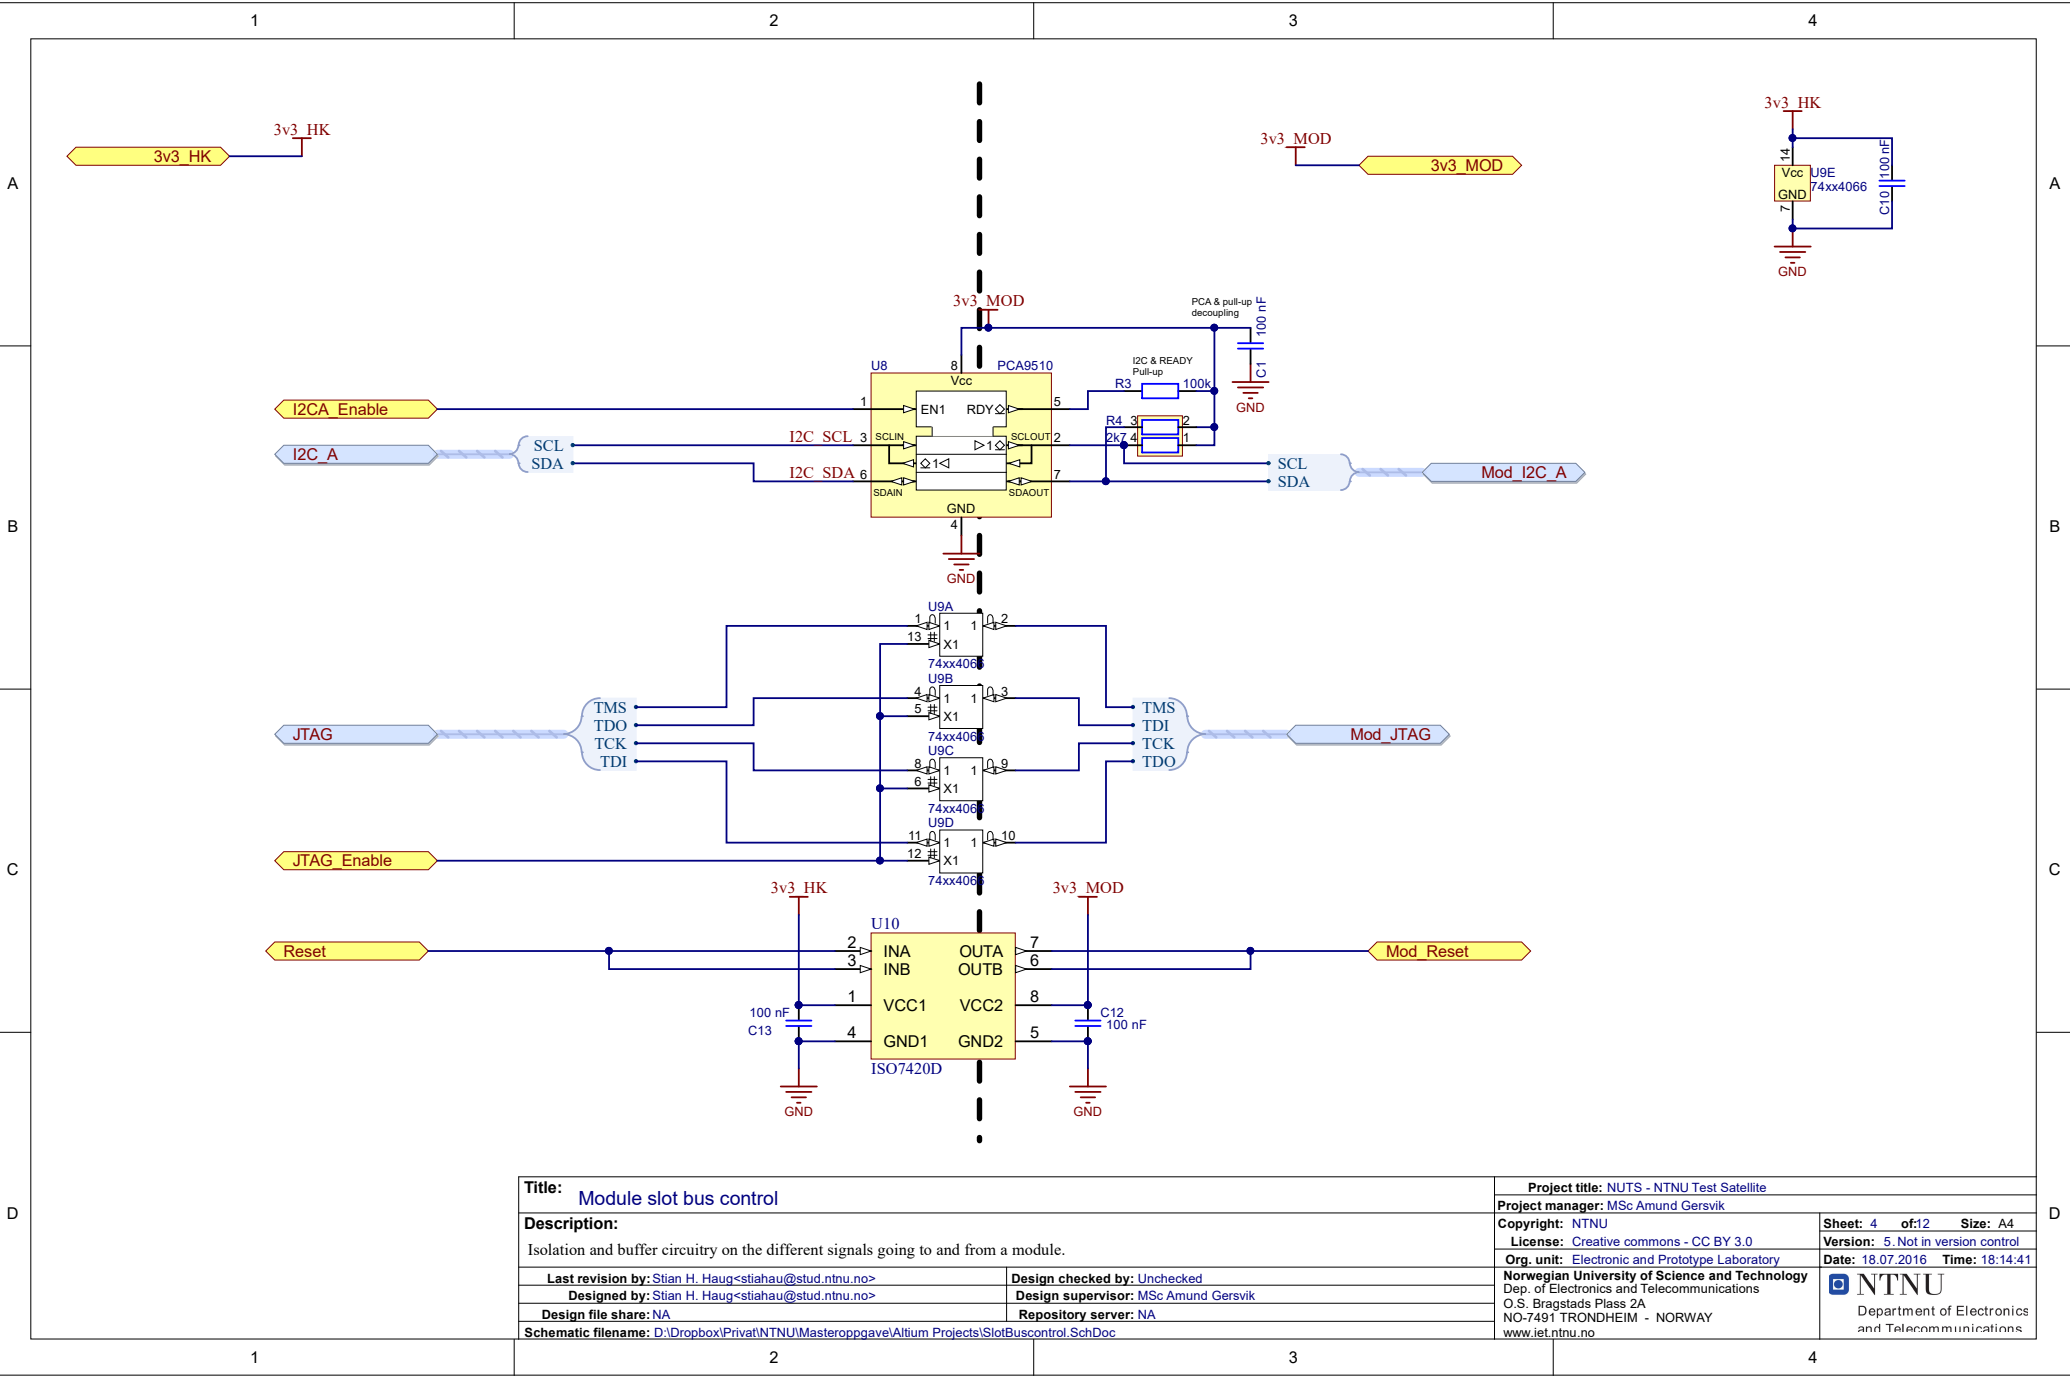 1 2 3 4
A A
B B
C C
D D
3v3_HK
3v3_HK
3v3_MOD
3v3_MOD
3v3_HK
14
Vcc
GND
7
U9E
74xx4066
C10 100 nF
GND
3v3_MOD
PCA & pull-up
decoupling
100 nF
C1
GND
U8 8 PCA9510
Vcc
I2C & READY
Pull-up
R3 100k
I2CA_Enable 1 EN1 RDY 5
R4 3 2
2k7 4 1
I2C_A
SCL
SDA
I2C_SCL 3 SCLIN SCLOUT 2
1
1
I2C_SDA 6 SDAIN SDAOUT 7
SCL
SDA
Mod_I2C_A
GND
4
GND
U9A
1 1 1 2
13 # X1
74xx4066
U9B
4 1 1 3
5 # X1
74xx4066
U9C
8 1 1 9
6 # X1
74xx4066
U9D
11 1 1 10
12 # X1
74xx4066
JTAG
TMS
TDO
TCK
TDI
TMS
TDI
TCK
TDO
Mod_JTAG
JTAG_Enable
3v3_HK
3v3_MOD
U10
Reset
2 INA OUTA 7
3 INB OUTB 6
1 VCC1 VCC2 8
4 GND1 GND2 5
ISO7420D
Mod_Reset
100 nF
C13
C12
100 nF
GND
GND
Title: Module slot bus control
Description:
Isolation and buffer circuitry on the different signals going to and from a module.
Last revision by: Stian H. Haug<stiahau@stud.ntnu.no>
Design checked by: Unchecked
Designed by: Stian H. Haug<stiahau@stud.ntnu.no>
Design supervisor: MSc Amund Gersvik
Design file share: NA
Repository server: NA
Schematic filename: D:\Dropbox\Privat\NTNU\Masteroppgave\Altium Projects\SlotBuscontrol.SchDoc
Project title: NUTS - NTNU Test Satellite
Project manager: MSc Amund Gersvik
Copyright: NTNU
Sheet: 4 of:12 Size: A4
License: Creative commons - CC BY 3.0
Version: 5.Not in version control
Org. unit: Electronic and Prototype Laboratory
Date: 18.07.2016 Time: 18:14:41
Norwegian University of Science and Technology
Dep. of Electronics and Telecommunications
O.S. Bragstads Plass 2A
NO-7491 TRONDHEIM - NORWAY
www.iet.ntnu.no
NTNU
Department of Electronics
and Telecommunications
1 2 3 4